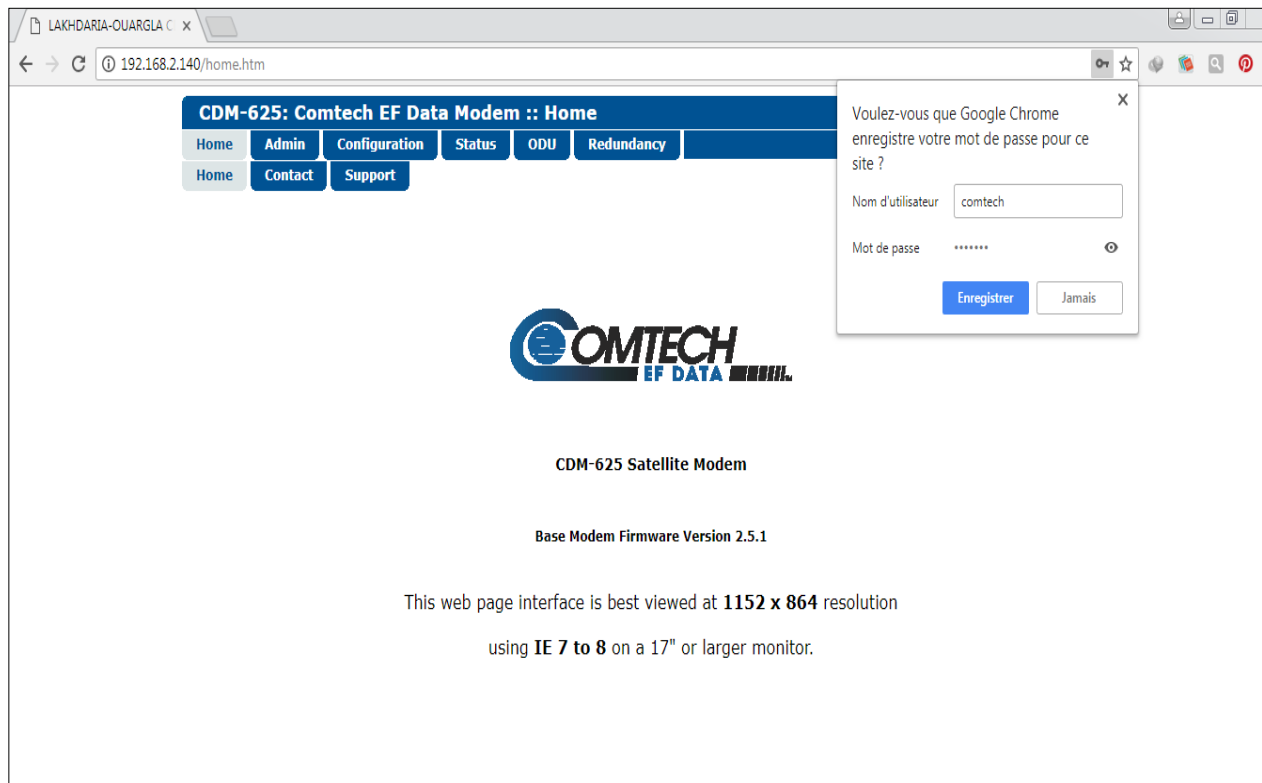 LAKHDARIA-OUARGLA C
192.168.2.140/home.htm
CDM-625: Comtech EF Data Modem :: Home
Home Admin Configuration Status ODU Redundancy
Home Contact Support
Voulez-vous que Google Chrome
enregistre votre mot de passe pour ce
site ?
Nom d'utilisateur comtech
Mot de passe •••••••
Enregistrer Jamais
COMTECH
EF DATA
CDM-625 Satellite Modem
Base Modem Firmware Version 2.5.1
This web page interface is best viewed at 1152 x 864 resolution
using IE 7 to 8 on a 17" or larger monitor.